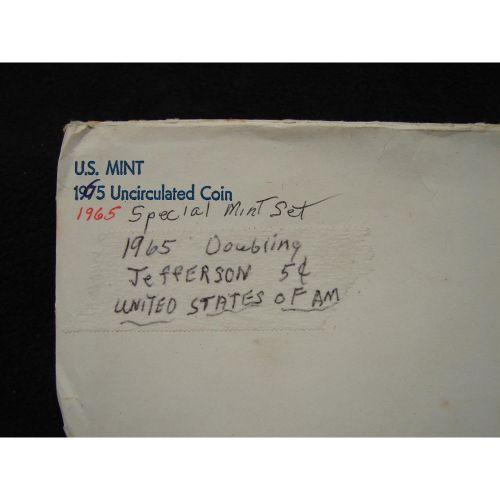 U.S. MINT
1965 Uncirculated Coin
1965 Special Mint Set
1965 Doubling
Jefferson 5¢
UNITED STATES OF AM